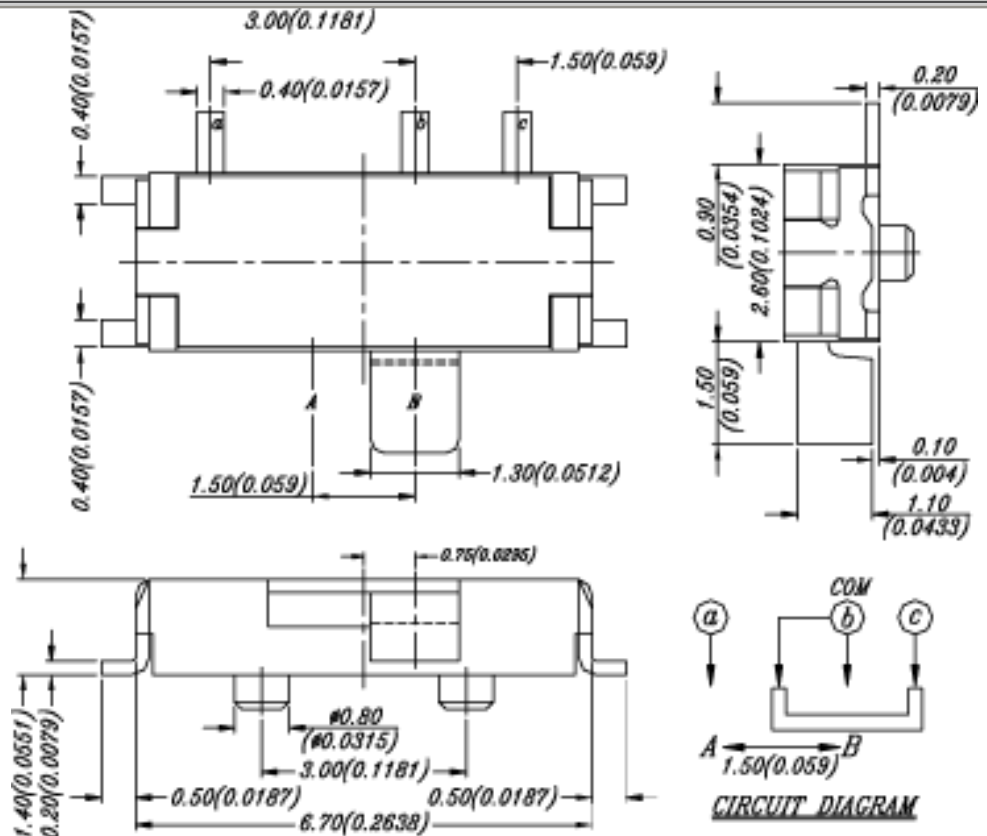 3.00(0.1181)
1.50(0.059)
0.40(0.0157)
0.40(0.0157)
a
b
c
0.20
(0.0079)
0.90
(0.0354)
2.60(0.1024)
1.50
(0.059)
A
B
0.40(0.0157)
1.50(0.059)
1.30(0.0512)
0.10
(0.004)
1.10
(0.0433)
0.75(0.0295)
COM
a
b
c
ø0.80
(ø0.0315)
3.00(0.1181)
1.40(0.0551)
0.20(0.0079)
0.50(0.0187)
0.50(0.0187)
6.70(0.2638)
A
B
1.50(0.059)
CIRCUIT DIAGRAM